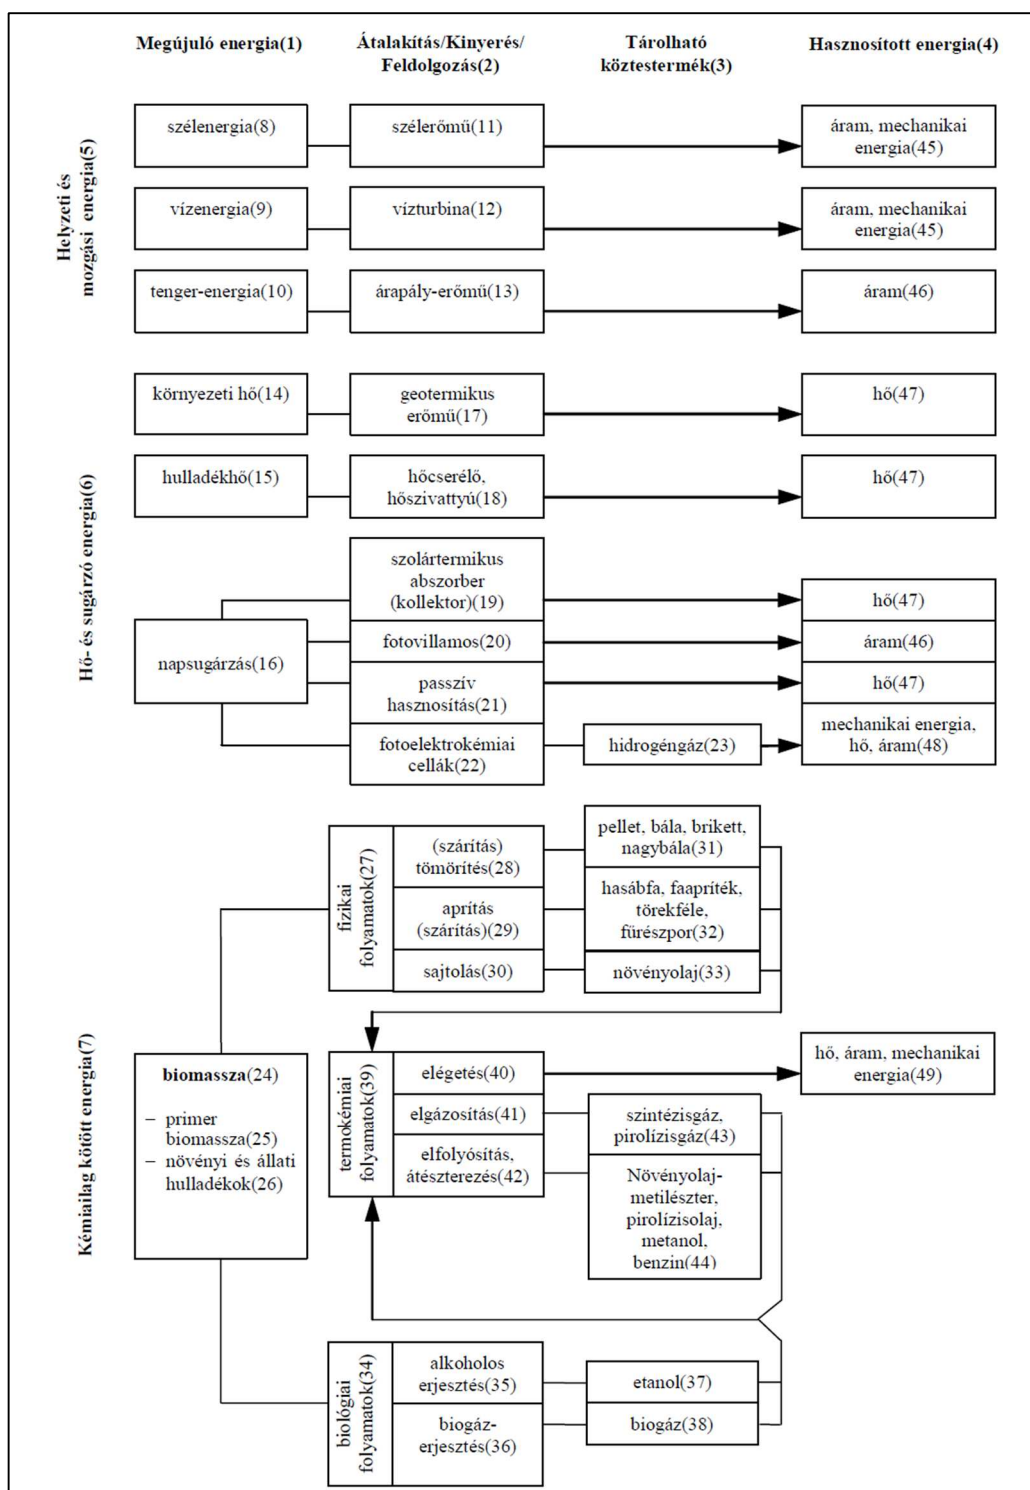 Megújuló energia(1)
Átalakítás/Kinyerés/
Feldolgozás(2)
Tárolható
köztestermék(3)
Hasznosított energia(4)
Helyzeti és
mozgási energia(5)
szélenergia(8)
szélerőmű(11)
áram, mechanikai
energia(45)
vízenergia(9)
vízturbina(12)
áram, mechanikai
energia(45)
tenger-energia(10)
árapály-erőmű(13)
áram(46)
Hő- és sugárzó energia(6)
környezeti hő(14)
geotermikus
erőmű(17)
hő(47)
hulladékhő(15)
hőcserélő,
hőszivattyú(18)
hő(47)
napsugárzás(16)
szolártermikus
abszorber
(kollektor)(19)
hő(47)
fotovillamos(20)
áram(46)
passzív
hasznosítás(21)
hő(47)
fotoelektrokémiai
cellák(22)
hidrogéngáz(23)
mechanikai energia,
hő, áram(48)
Kémiailag kötött energia(7)
biomassza(24)
– primer
biomassza(25)
– növényi és állati
hulladékok(26)
fizikai
folyamatok(27)
(szárítás)
tömörítés(28)
pellet, bála, brikett,
nagybála(31)
aprítás
(szárítás)(29)
hasábfa, faapríték,
törekféle,
fűrészpor(32)
sajtolás(30)
növényolaj(33)
termokémiai
folyamatok(39)
elégetés(40)
hő, áram, mechanikai
energia(49)
elgázosítás(41)
szintézisgáz,
pirolízisgáz(43)
elfolyósítás,
átészterezés(42)
Növényolaj-
metilészter,
pirolízisolaj,
metanol,
benzin(44)
biológiai
folyamatok(34)
alkoholos
erjesztés(35)
etanol(37)
biogáz-
erjesztés(36)
biogáz(38)